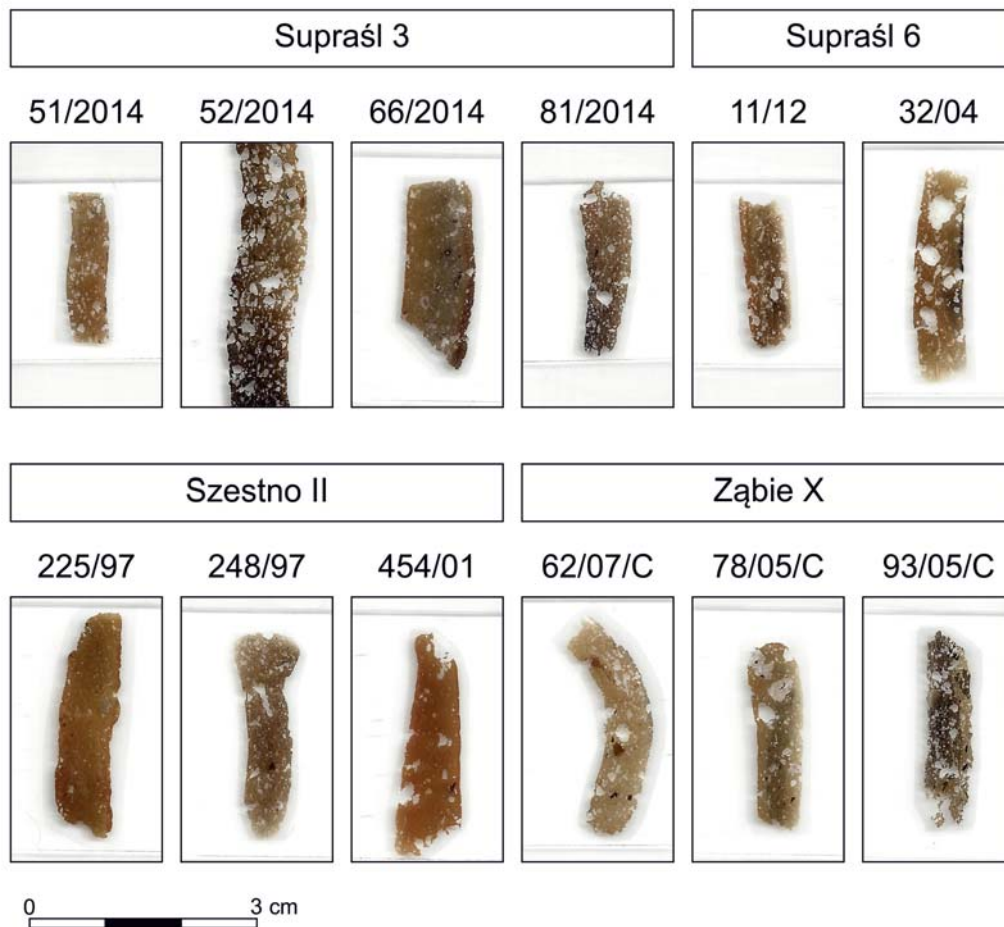 Supraśl 3 Supraśl 6
51/2014 52/2014 66/2014 81/2014 11/12 32/04
Szestno II Ząbie X
225/97 248/97 454/01 62/07/C 78/05/C 93/05/C
0 3 cm